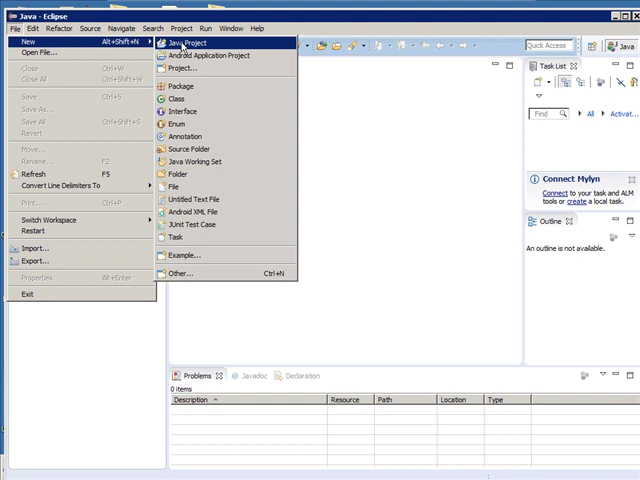 Java - Eclipse
File Edit Refactor Source Navigate Search Project Run Window Help
New Alt+Shift+N
Open File...
Close Ctrl+W
Close All Ctrl+Shift+W
Save Ctrl+S
Save As...
Save All Ctrl+Shift+S
Revert
Move...
Rename... F2
Refresh F5
Convert Line Delimiters To
Print... Ctrl+P
Switch Workspace
Restart
Import...
Export...
Properties Alt+Enter
Exit
Java Project
Android Application Project
Project...
Package
Class
Interface
Enum
Annotation
Source Folder
Java Working Set
Folder
File
Untitled Text File
Android XML File
JUnit Test Case
Task
Example...
Other... Ctrl+N
Quick Access
Java
Task List
Find All Activat...
Connect Mylyn
Connect to your task and ALM
tools or create a local task.
Outline
An outline is not available.
Problems Javadoc Declaration
0 items
Description Resource Path Location Type